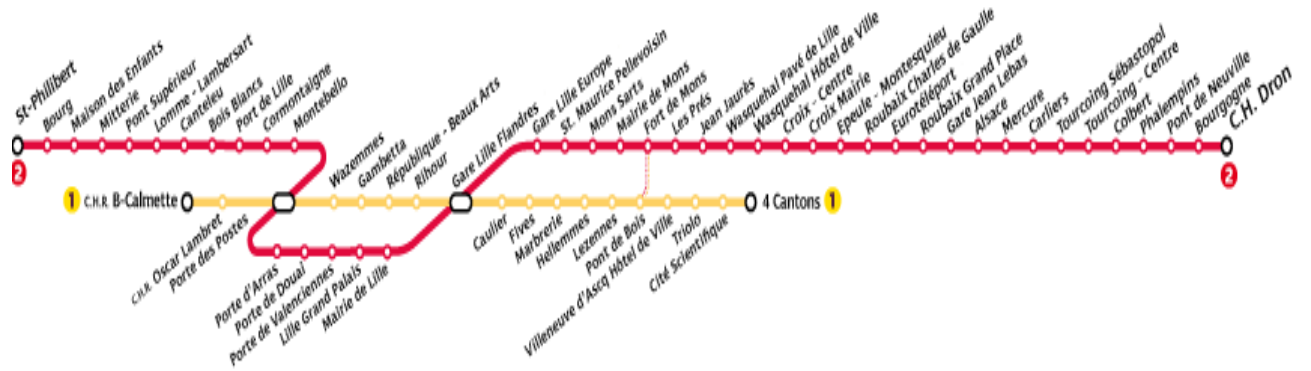 St-Phillibert
Bourg
Maison des Enfants
Mitterie
Pont Supérieur
Lomme - Lambersart
Canteleu
Bois Blancs
Port de Lille
Cormontaigne
Montebello
Gare Lille Flandres
Gare Lille Europe
St. Maurice Pellevoisin
Mons Sarts
Mairie de Mons
Fort de Mons
Les Prés
Jean Jaurès
Wasquehal Pavé de Lille
Wasquehal Hôtel de Ville
Croix - Centre
Croix Mairie
Epeule - Montesquieu
Roubaix Charles de Gaulle
Eurotéléport
Roubaix Grand Place
Gare Jean Lebas
Alsace
Mercure
Carliers
Tourcoing Sébastopol
Tourcoing - Centre
Colbert
Phalempins
Pont de Neuville
Bourgogne
C.H. Dron
2
2
1 C.H.R. B-Calmette
C.H.R. Oscar Lambret
Porte des Postes
Wazemmes
Gambetta
République - Beaux Arts
Rihour
Caulier
Fives
Marbrerie
Hellemmes
Lezennes
Pont de Bois
Villeneuve d'Ascq Hôtel de Ville
Triolo
Cité Scientifique
4 Cantons 1
Porte d'Arras
Porte de Douai
Porte de Valenciennes
Lille Grand Palais
Mairie de Lille